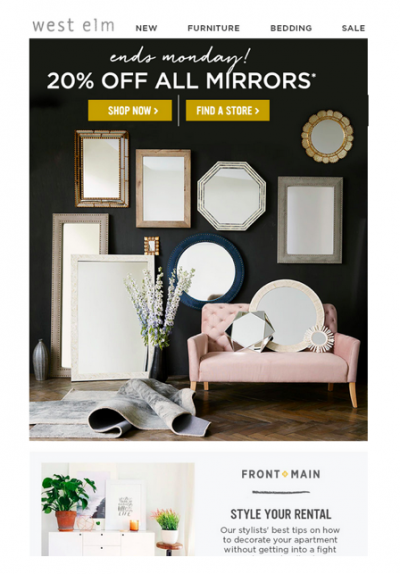 west elm NEW FURNITURE BEDDING SALE
ends monday!
20% OFF ALL MIRRORS*
SHOP NOW > FIND A STORE >
FRONT MAIN
STYLE YOUR RENTAL
Our stylists' best tips on how
to decorate your apartment
without getting into a fight